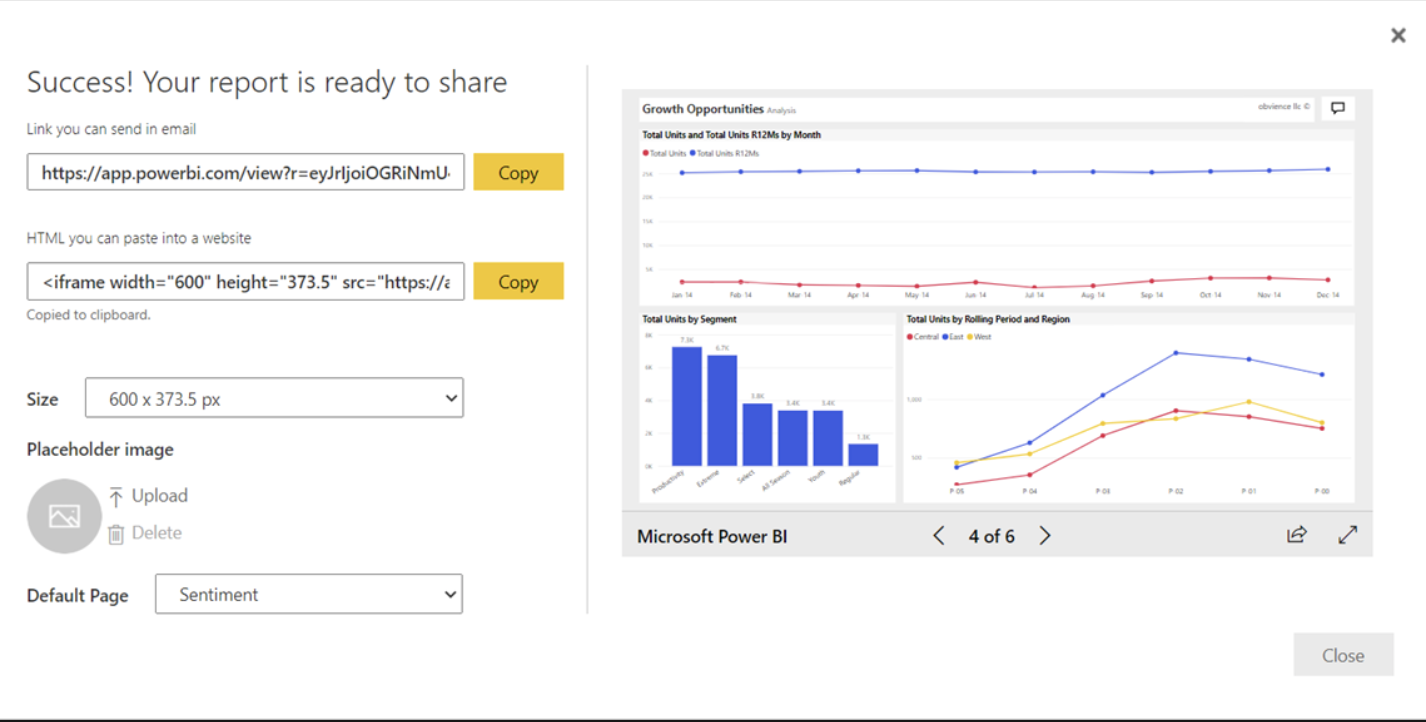 Success! Your report is ready to share
Link you can send in email
https://app.powerbi.com/view?r=eyJrIjoiOGRiNmU
Copy
HTML you can paste into a website
<iframe width="600" height="373.5" src="https://a
Copy
Copied to clipboard.
Size
600 x 373.5 px
Placeholder image
Upload
Delete
Default Page
Sentiment
Growth Opportunities Analysis
obvience llc ©
Total Units and Total Units R12Ms by Month
Total Units Total Units R12Ms
25K
20K
15K
10K
5K
Jan 14 Feb 14 Mar 14 Apr 14 May 14 Jun 14 Jul 14 Aug 14 Sep 14 Oct 14 Nov 14 Dec 14
Total Units by Segment
8K
6K
4K
2K
0K
6.7K
3.8K
3.4K
3.4K
Productivity Extreme Select All Season Youth Regular
Total Units by Rolling Period and Region
Central East West
1,000
500
P 05 P 04 P 03 P 02 P 01 P 00
Microsoft Power BI
4 of 6
Close